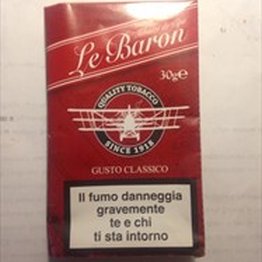 Le Baron
30g℮
QUALITY TOBACCO
SINCE 1918
GUSTO CLASSICO
Il fumo danneggia
gravemente
te e chi
ti sta intorno